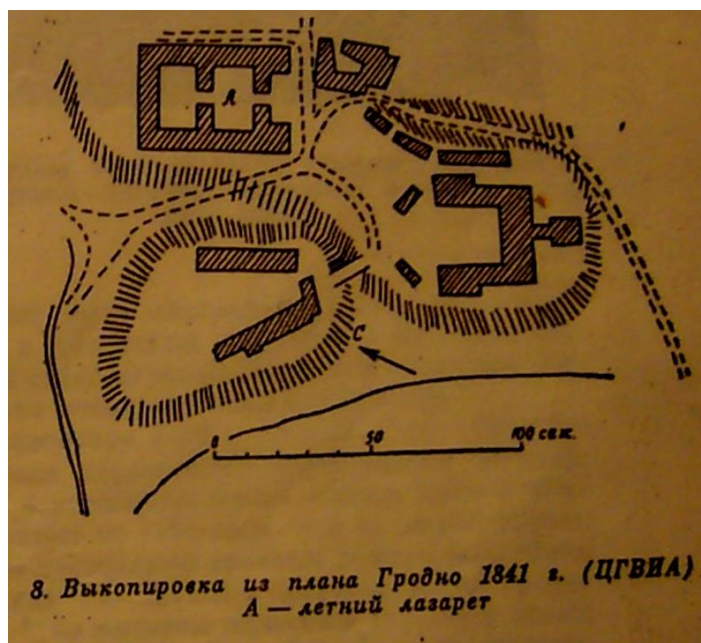 А
С
0 50 100 саж.
8. Выкопировка из плана Гродно 1841 г. (ЦГВИА)
А — летний лазарет